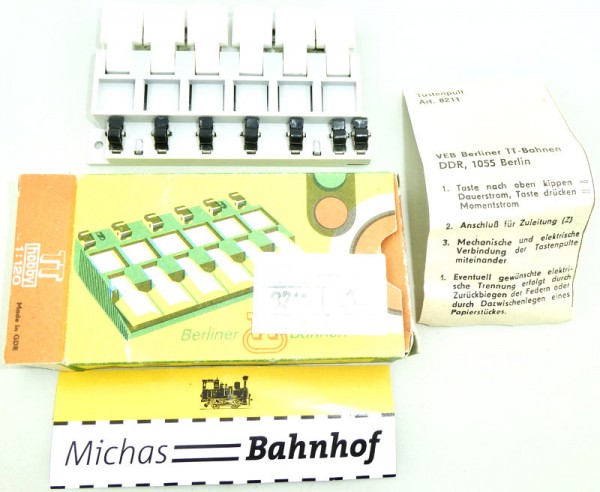 Tastenpult
Art. 8211
VEB Berliner TT-Bahnen
DDR, 1055 Berlin
1. Taste nach oben kippen =
Dauerstrom, Taste drücken =
Momentstrom
2. Anschluß für Zuleitung (Z)
3. Mechanische und elektrische
Verbindung der Tastenpulte
miteinander
4. Eventuell gewünschte elektri-
sche Trennung erfolgt durch
Zurückbiegen der Federn oder
durch Dazwischenlegen eines
Papierstückes.
TT
hobby
1:120
Made in GDR
Berliner TT Bahnen
Michas Bahnhof